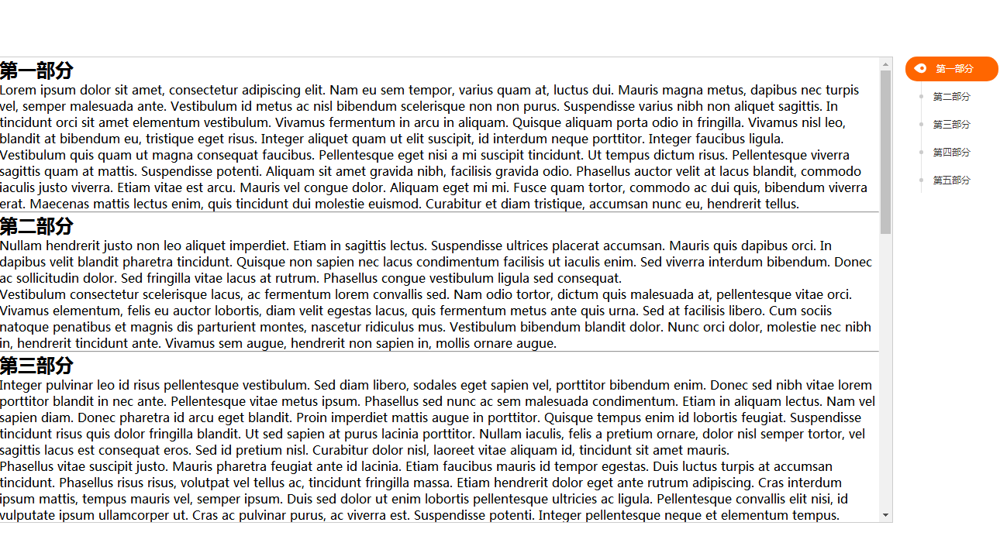 第一部分
Lorem ipsum dolor sit amet, consectetur adipiscing elit. Nam eu sem tempor, varius quam at, luctus dui. Mauris magna metus, dapibus nec turpis
vel, semper malesuada ante. Vestibulum id metus ac nisl bibendum scelerisque non non purus. Suspendisse varius nibh non aliquet sagittis. In
tincidunt orci sit amet elementum vestibulum. Vivamus fermentum in arcu in aliquam. Quisque aliquam porta odio in fringilla. Vivamus nisl leo,
blandit at bibendum eu, tristique eget risus. Integer aliquet quam ut elit suscipit, id interdum neque porttitor. Integer faucibus ligula.
Vestibulum quis quam ut magna consequat faucibus. Pellentesque eget nisi a mi suscipit tincidunt. Ut tempus dictum risus. Pellentesque viverra
sagittis quam at mattis. Suspendisse potenti. Aliquam sit amet gravida nibh, facilisis gravida odio. Phasellus auctor velit at lacus blandit, commodo
iaculis justo viverra. Etiam vitae est arcu. Mauris vel congue dolor. Aliquam eget mi mi. Fusce quam tortor, commodo ac dui quis, bibendum viverra
erat. Maecenas mattis lectus enim, quis tincidunt dui molestie euismod. Curabitur et diam tristique, accumsan nunc eu, hendrerit tellus.
第二部分
Nullam hendrerit justo non leo aliquet imperdiet. Etiam in sagittis lectus. Suspendisse ultrices placerat accumsan. Mauris quis dapibus orci. In
dapibus velit blandit pharetra tincidunt. Quisque non sapien nec lacus condimentum facilisis ut iaculis enim. Sed viverra interdum bibendum. Donec
ac sollicitudin dolor. Sed fringilla vitae lacus at rutrum. Phasellus congue vestibulum ligula sed consequat.
Vestibulum consectetur scelerisque lacus, ac fermentum lorem convallis sed. Nam odio tortor, dictum quis malesuada at, pellentesque vitae orci.
Vivamus elementum, felis eu auctor lobortis, diam velit egestas lacus, quis fermentum metus ante quis urna. Sed at facilisis libero. Cum sociis
natoque penatibus et magnis dis parturient montes, nascetur ridiculus mus. Vestibulum bibendum blandit dolor. Nunc orci dolor, molestie nec nibh
in, hendrerit tincidunt ante. Vivamus sem augue, hendrerit non sapien in, mollis ornare augue.
第三部分
Integer pulvinar leo id risus pellentesque vestibulum. Sed diam libero, sodales eget sapien vel, porttitor bibendum enim. Donec sed nibh vitae lorem
porttitor blandit in nec ante. Pellentesque vitae metus ipsum. Phasellus sed nunc ac sem malesuada condimentum. Etiam in aliquam lectus. Nam vel
sapien diam. Donec pharetra id arcu eget blandit. Proin imperdiet mattis augue in porttitor. Quisque tempus enim id lobortis feugiat. Suspendisse
tincidunt risus quis dolor fringilla blandit. Ut sed sapien at purus lacinia porttitor. Nullam iaculis, felis a pretium ornare, dolor nisl semper tortor, vel
sagittis lacus est consequat eros. Sed id pretium nisl. Curabitur dolor nisl, laoreet vitae aliquam id, tincidunt sit amet mauris.
Phasellus vitae suscipit justo. Mauris pharetra feugiat ante id lacinia. Etiam faucibus mauris id tempor egestas. Duis luctus turpis at accumsan
tincidunt. Phasellus risus risus, volutpat vel tellus ac, tincidunt fringilla massa. Etiam hendrerit dolor eget ante rutrum adipiscing. Cras interdum
ipsum mattis, tempus mauris vel, semper ipsum. Duis sed dolor ut enim lobortis pellentesque ultricies ac ligula. Pellentesque convallis elit nisi, id
vulputate ipsum ullamcorper ut. Cras ac pulvinar purus, ac viverra est. Suspendisse potenti. Integer pellentesque neque et elementum tempus.
第一部分
第二部分
第三部分
第四部分
第五部分